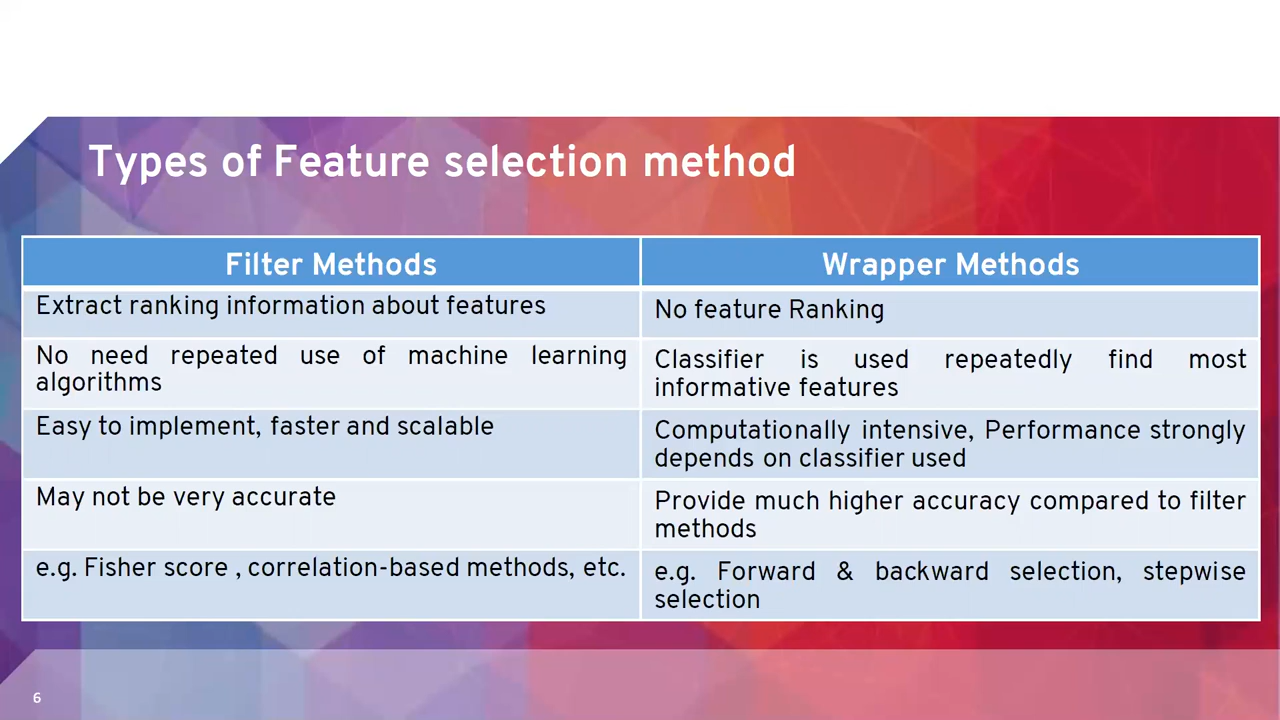 Types of Feature selection method
Filter Methods
Wrapper Methods
Extract ranking information about features
No feature Ranking
No need repeated use of machine learning
algorithms
Classifier is used repeatedly find most
informative features
Easy to implement, faster and scalable
Computationally intensive, Performance strongly
depends on classifier used
May not be very accurate
Provide much higher accuracy compared to filter
methods
e.g. Fisher score , correlation-based methods, etc.
e.g. Forward & backward selection, stepwise
selection
6